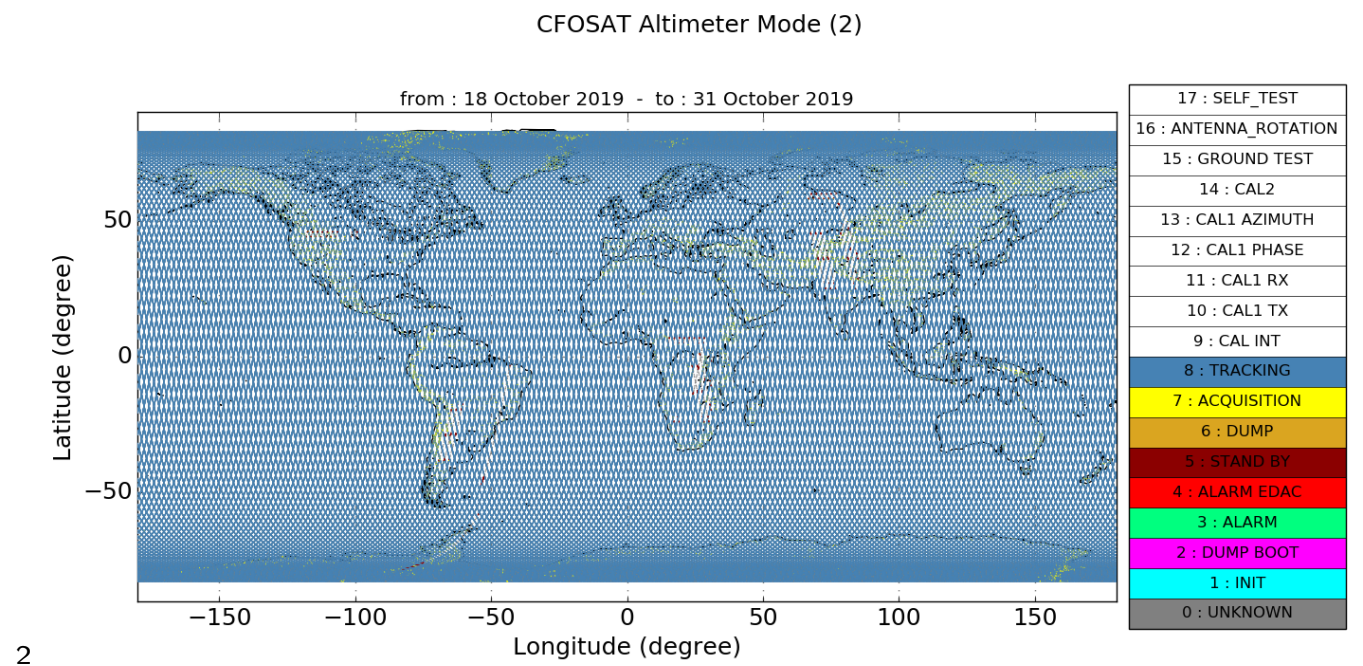 CFOSAT Altimeter Mode (2)
from : 18 October 2019  -  to : 31 October 2019
17 : SELF_TEST
16 : ANTENNA_ROTATION
15 : GROUND TEST
14 : CAL2
13 : CAL1 AZIMUTH
12 : CAL1 PHASE
11 : CAL1 RX
10 : CAL1 TX
9 : CAL INT
8 : TRACKING
7 : ACQUISITION
6 : DUMP
5 : STAND BY
4 : ALARM EDAC
3 : ALARM
2 : DUMP BOOT
1 : INIT
0 : UNKNOWN
Latitude (degree)
50
0
−50
−150 −100 −50 0 50 100 150
Longitude (degree)
2